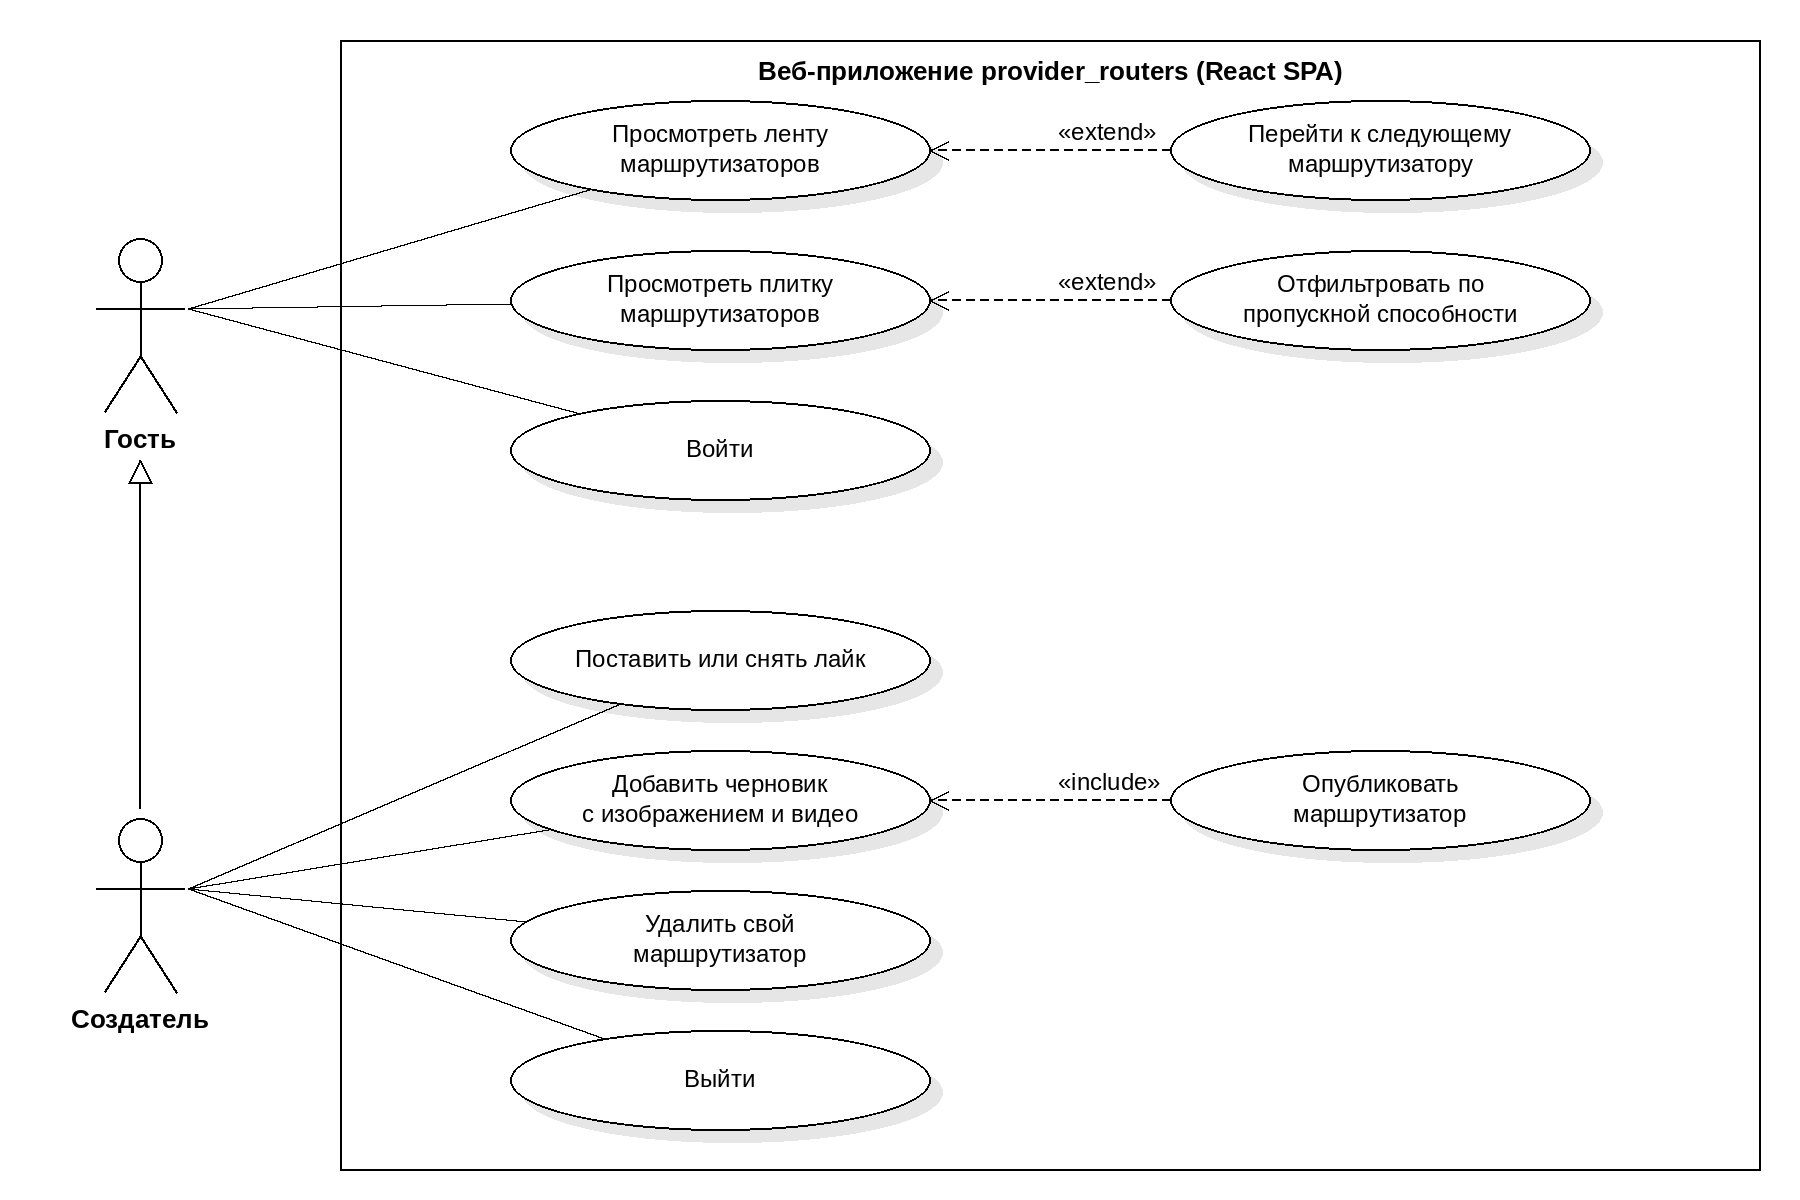 Веб-приложение provider_routers (React SPA)
Просмотреть ленту
маршрутизаторов
«extend»
Перейти к следующему
маршрутизатору
Просмотреть плитку
маршрутизаторов
«extend»
Отфильтровать по
пропускной способности
Гость
Войти
Поставить или снять лайк
Добавить черновик
с изображением и видео
«include»
Опубликовать
маршрутизатор
Удалить свой
маршрутизатор
Создатель
Выйти